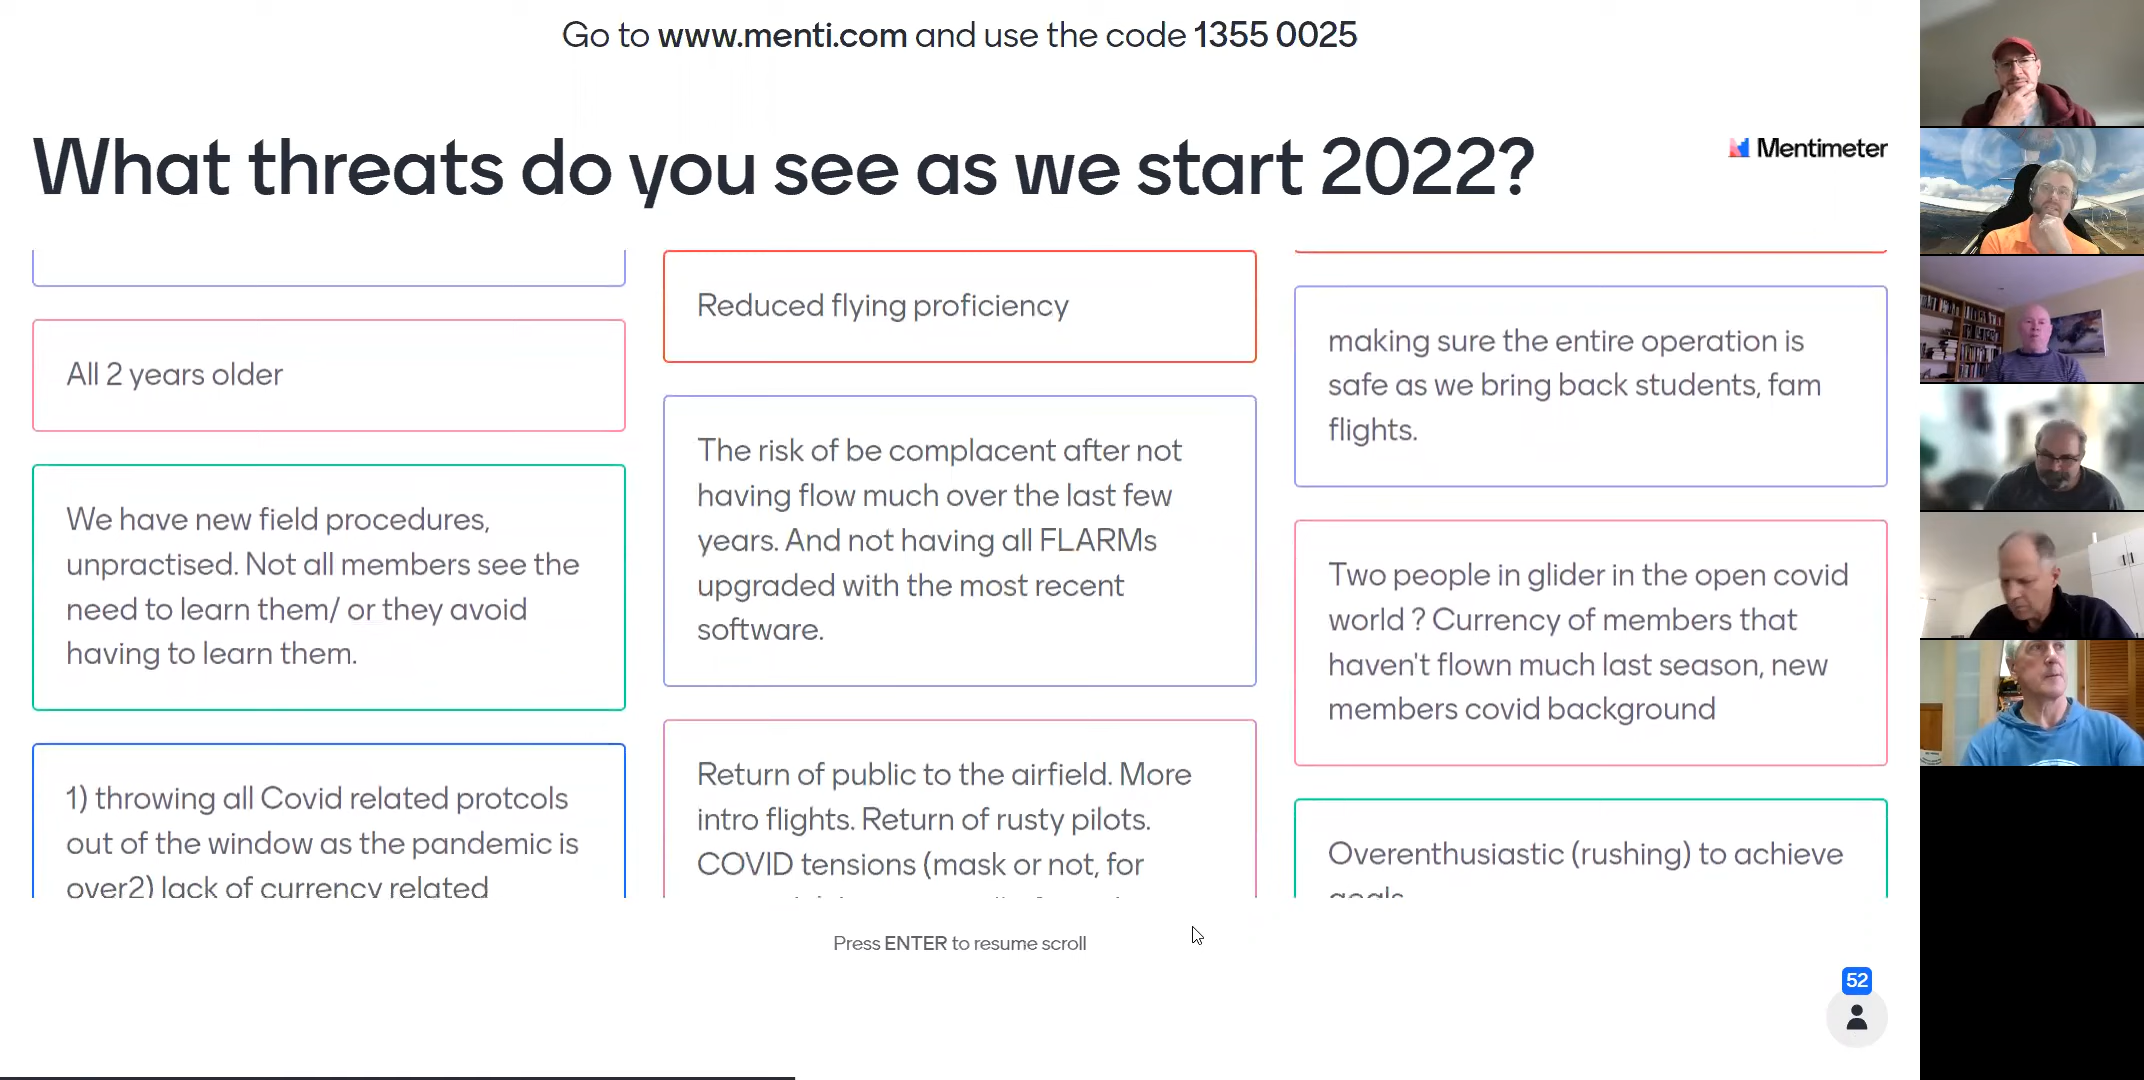 Go to www.menti.com and use the code 1355 0025
What threats do you see as we start 2022?
Mentimeter
All 2 years older
We have new field procedures,
unpractised. Not all members see the
need to learn them/ or they avoid
having to learn them.
1) throwing all Covid related protcols
out of the window as the pandemic is
over2) lack of currency related
Reduced flying proficiency
The risk of be complacent after not
having flow much over the last few
years. And not having all FLARMs
upgraded with the most recent
software.
Return of public to the airfield. More
intro flights. Return of rusty pilots.
COVID tensions (mask or not, for
making sure the entire operation is
safe as we bring back students, fam
flights.
Two people in glider in the open covid
world ? Currency of members that
haven't flown much last season, new
members covid background
Overenthusiastic (rushing) to achieve
goals
Press ENTER to resume scroll
52